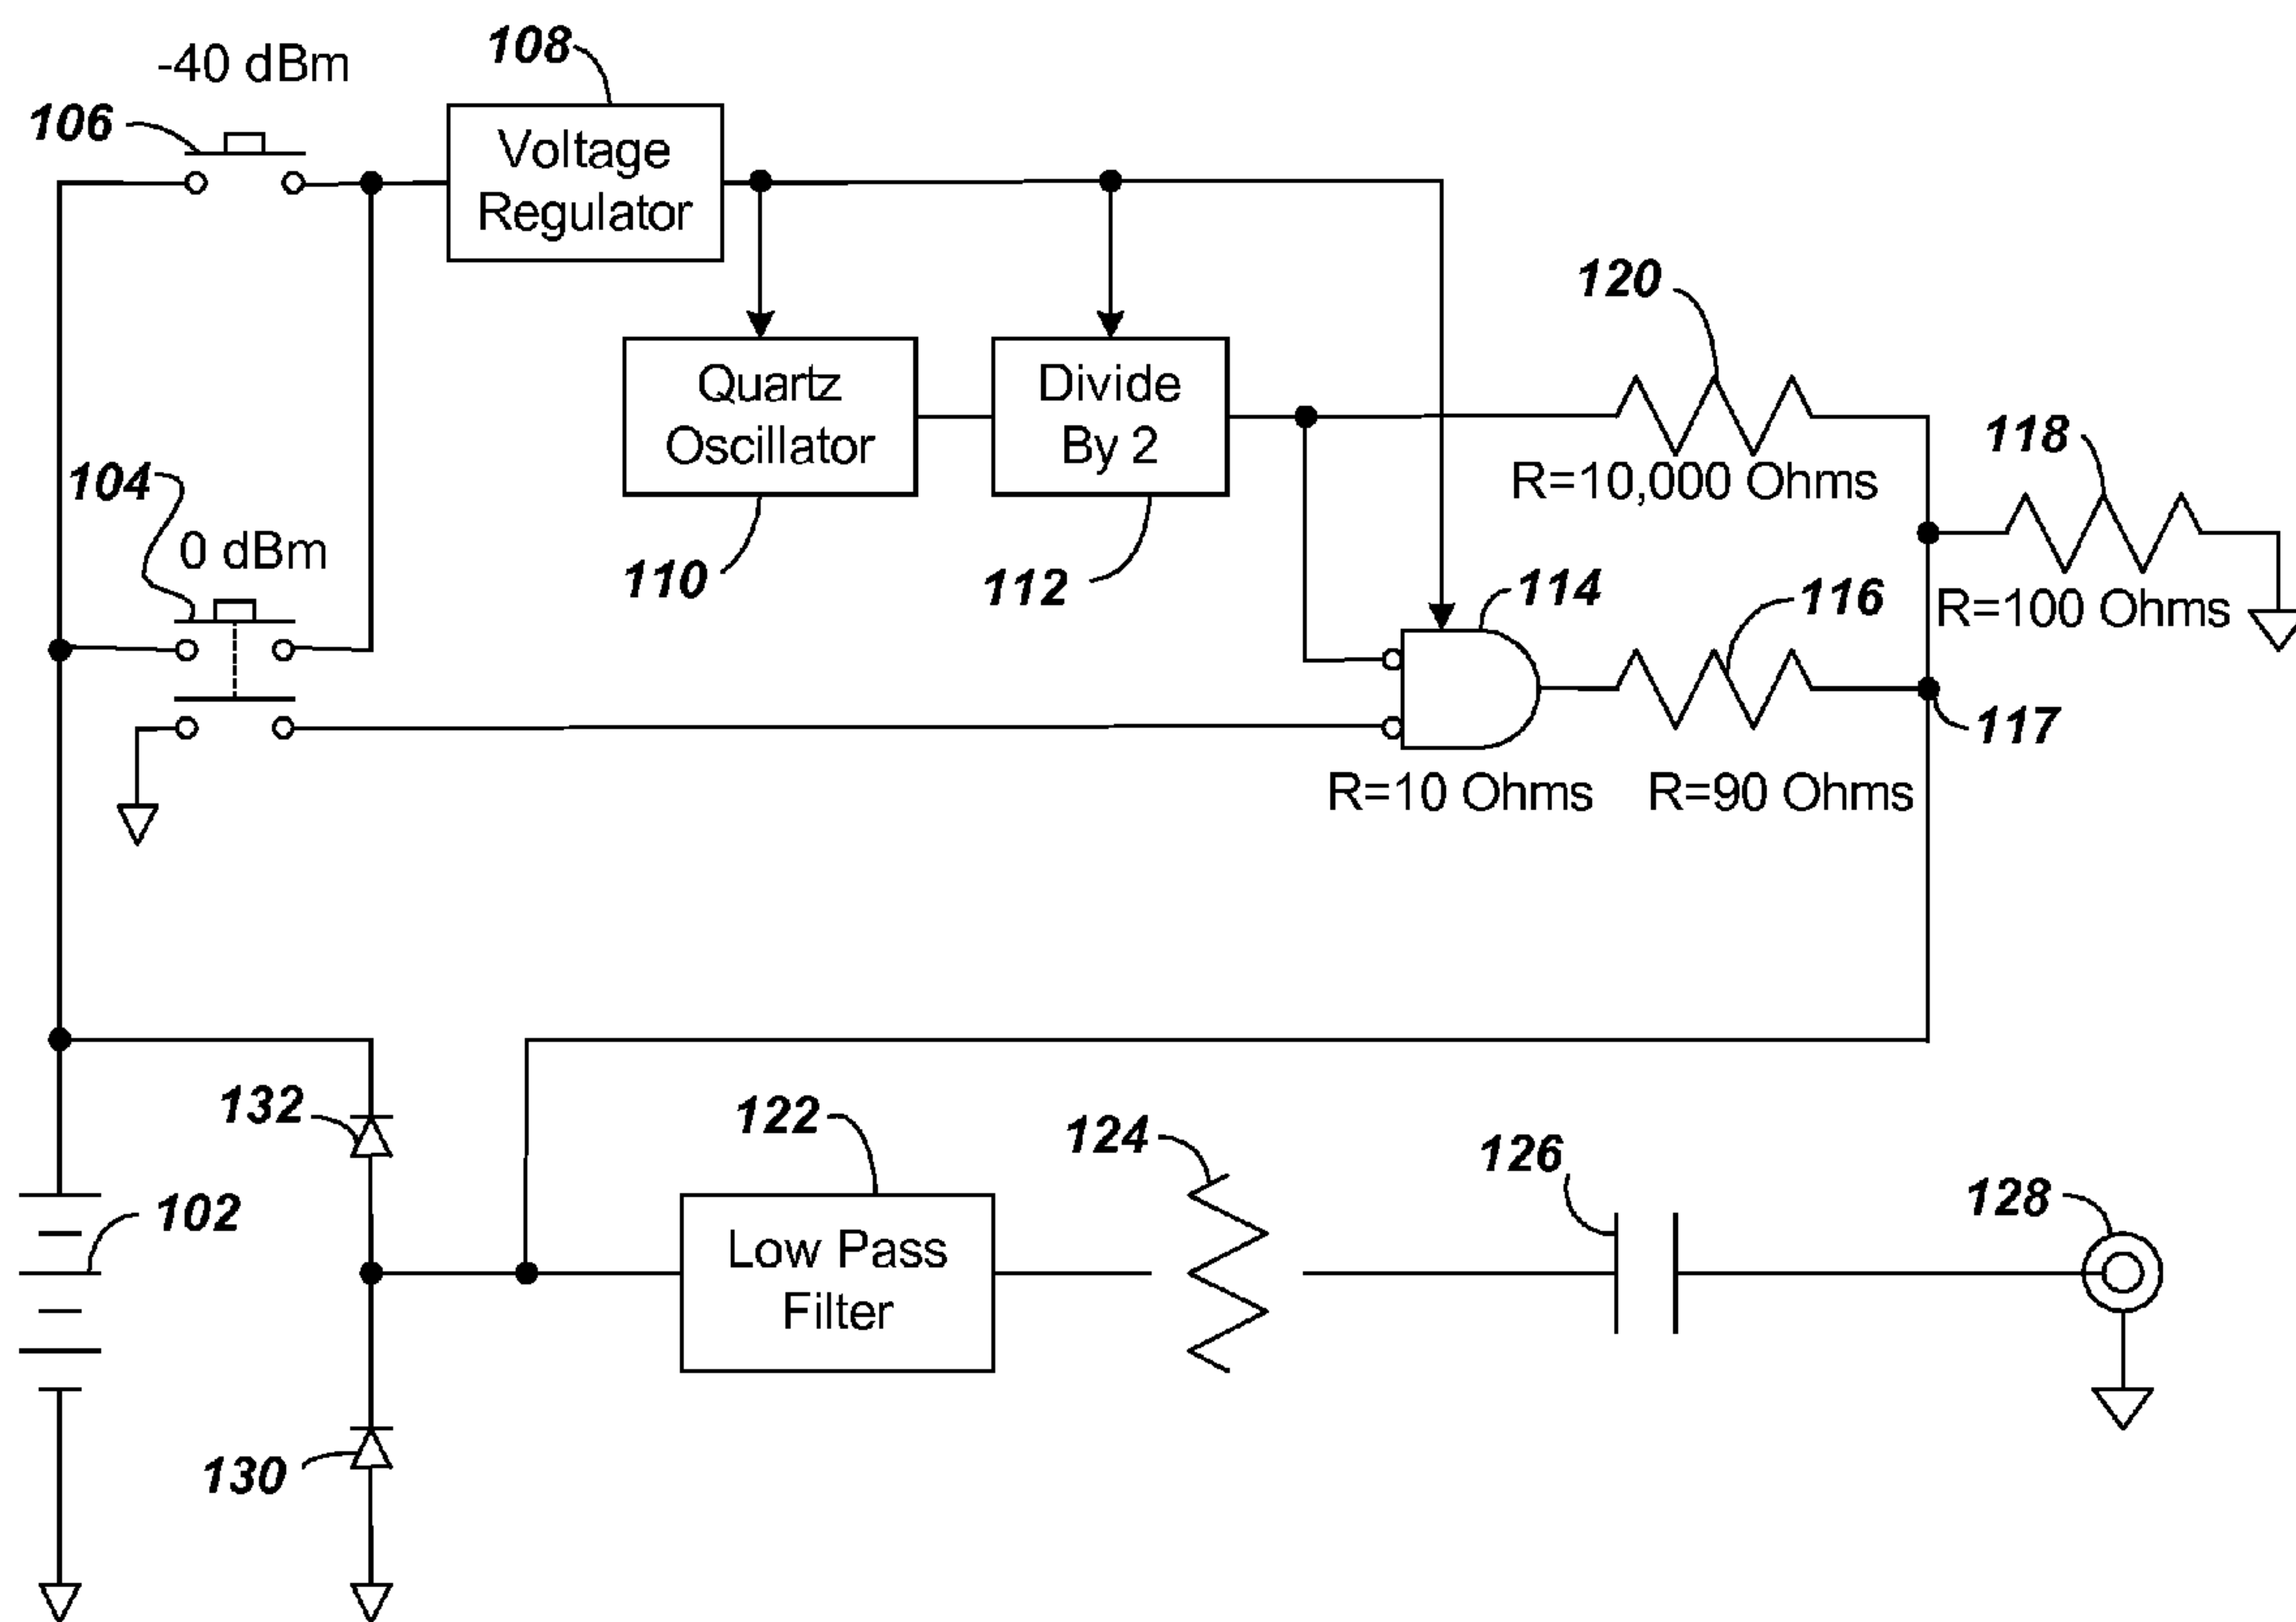 108
-40 dBm
106
Voltage
Regulator
120
Quartz
Oscillator
Divide
By 2
118
R=10,000 Ohms
104
0 dBm
110
112
114
116
R=100 Ohms
117
R=10 Ohms
R=90 Ohms
132
122
124
126
128
102
Low Pass
Filter
130